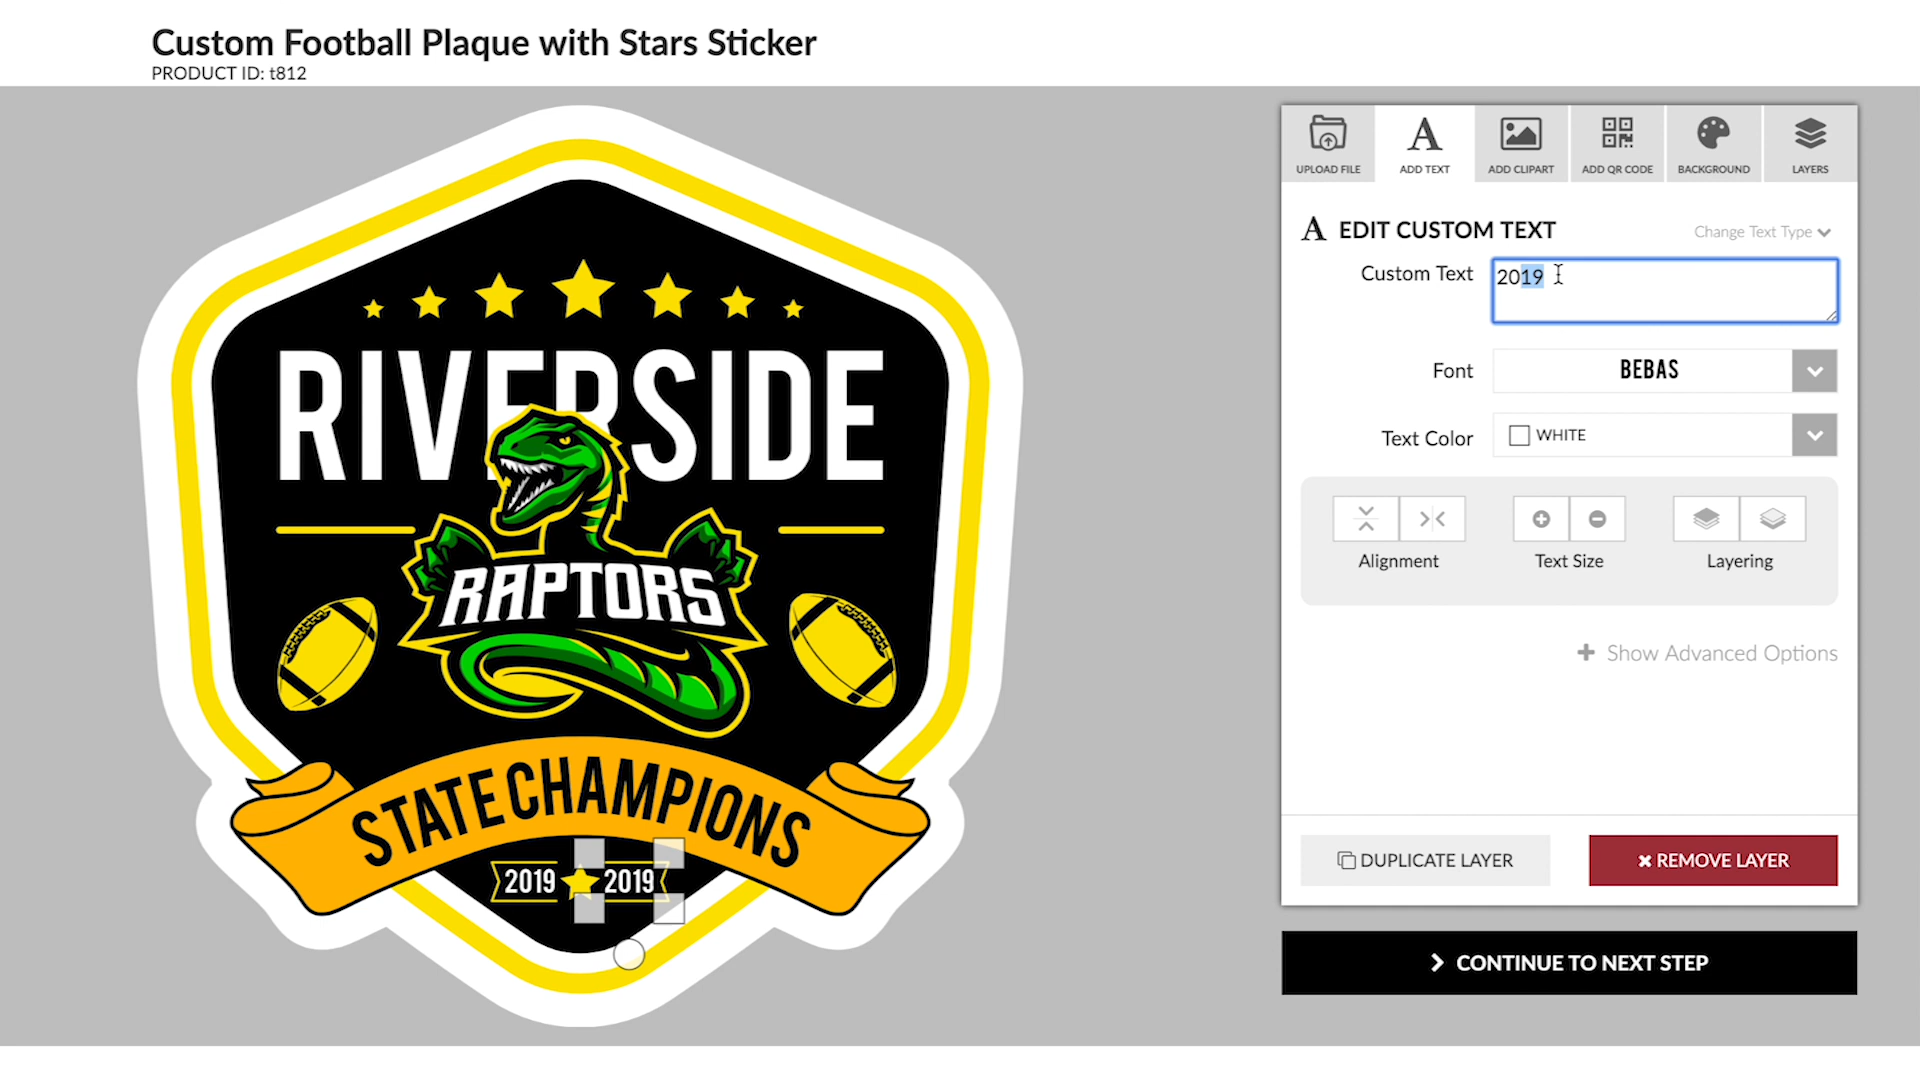 Custom Football Plaque with Stars Sticker
PRODUCT ID: t812
RIVERSIDE
RAPTORS
STATE CHAMPIONS
2019 2019
UPLOAD FILE
ADD TEXT
ADD CLIPART
ADD QR CODE
BACKGROUND
LAYERS
A EDIT CUSTOM TEXT
Change Text Type
Custom Text 2019
Font BEBAS
Text Color WHITE
Alignment
Text Size
Layering
Show Advanced Options
DUPLICATE LAYER
REMOVE LAYER
CONTINUE TO NEXT STEP